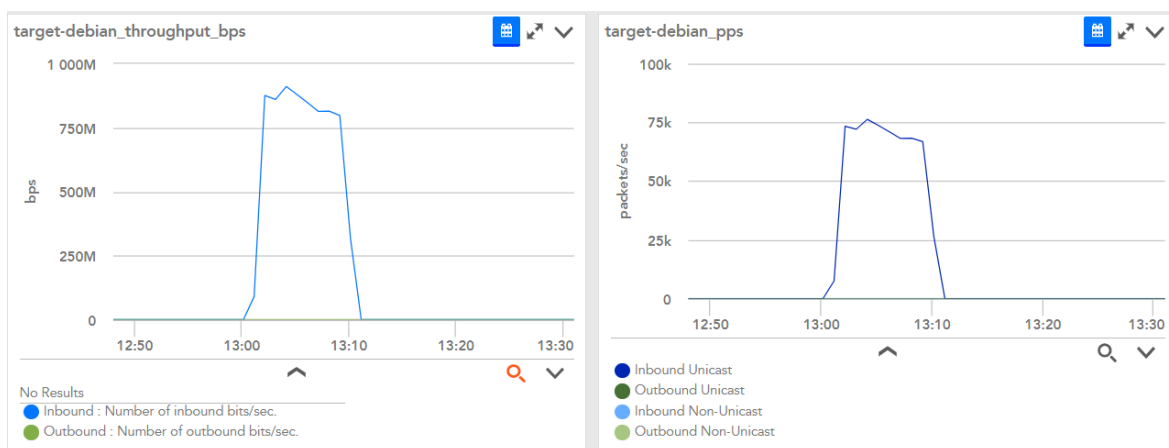 target-debian_throughput_bps
1 000M
750M
500M
250M
0
bps
12:50
13:00
13:10
13:20
13:30
No Results
Inbound : Number of inbound bits/sec.
Outbound : Number of outbound bits/sec.
target-debian_pps
100k
75k
50k
25k
0
packets/sec
12:50
13:00
13:10
13:20
13:30
Inbound Unicast
Outbound Unicast
Inbound Non-Unicast
Outbound Non-Unicast